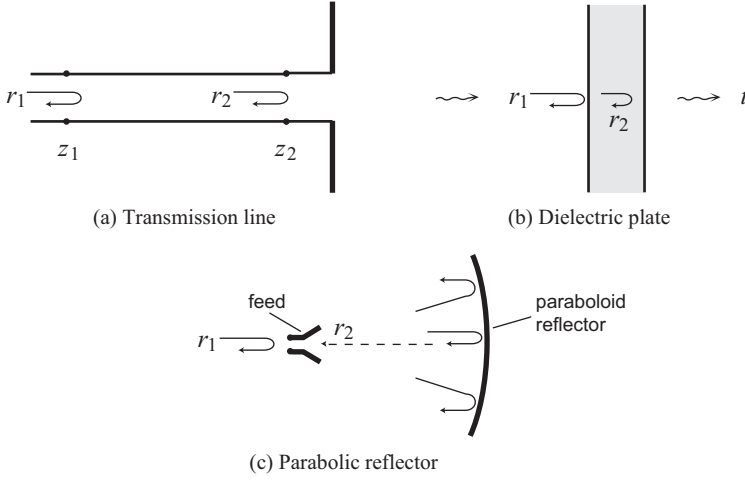 r1 r2
z1 z2
(a) Transmission line
r1 r2 t
(b) Dielectric plate
feed
r1 r2
paraboloid
reflector
(c) Parabolic reflector